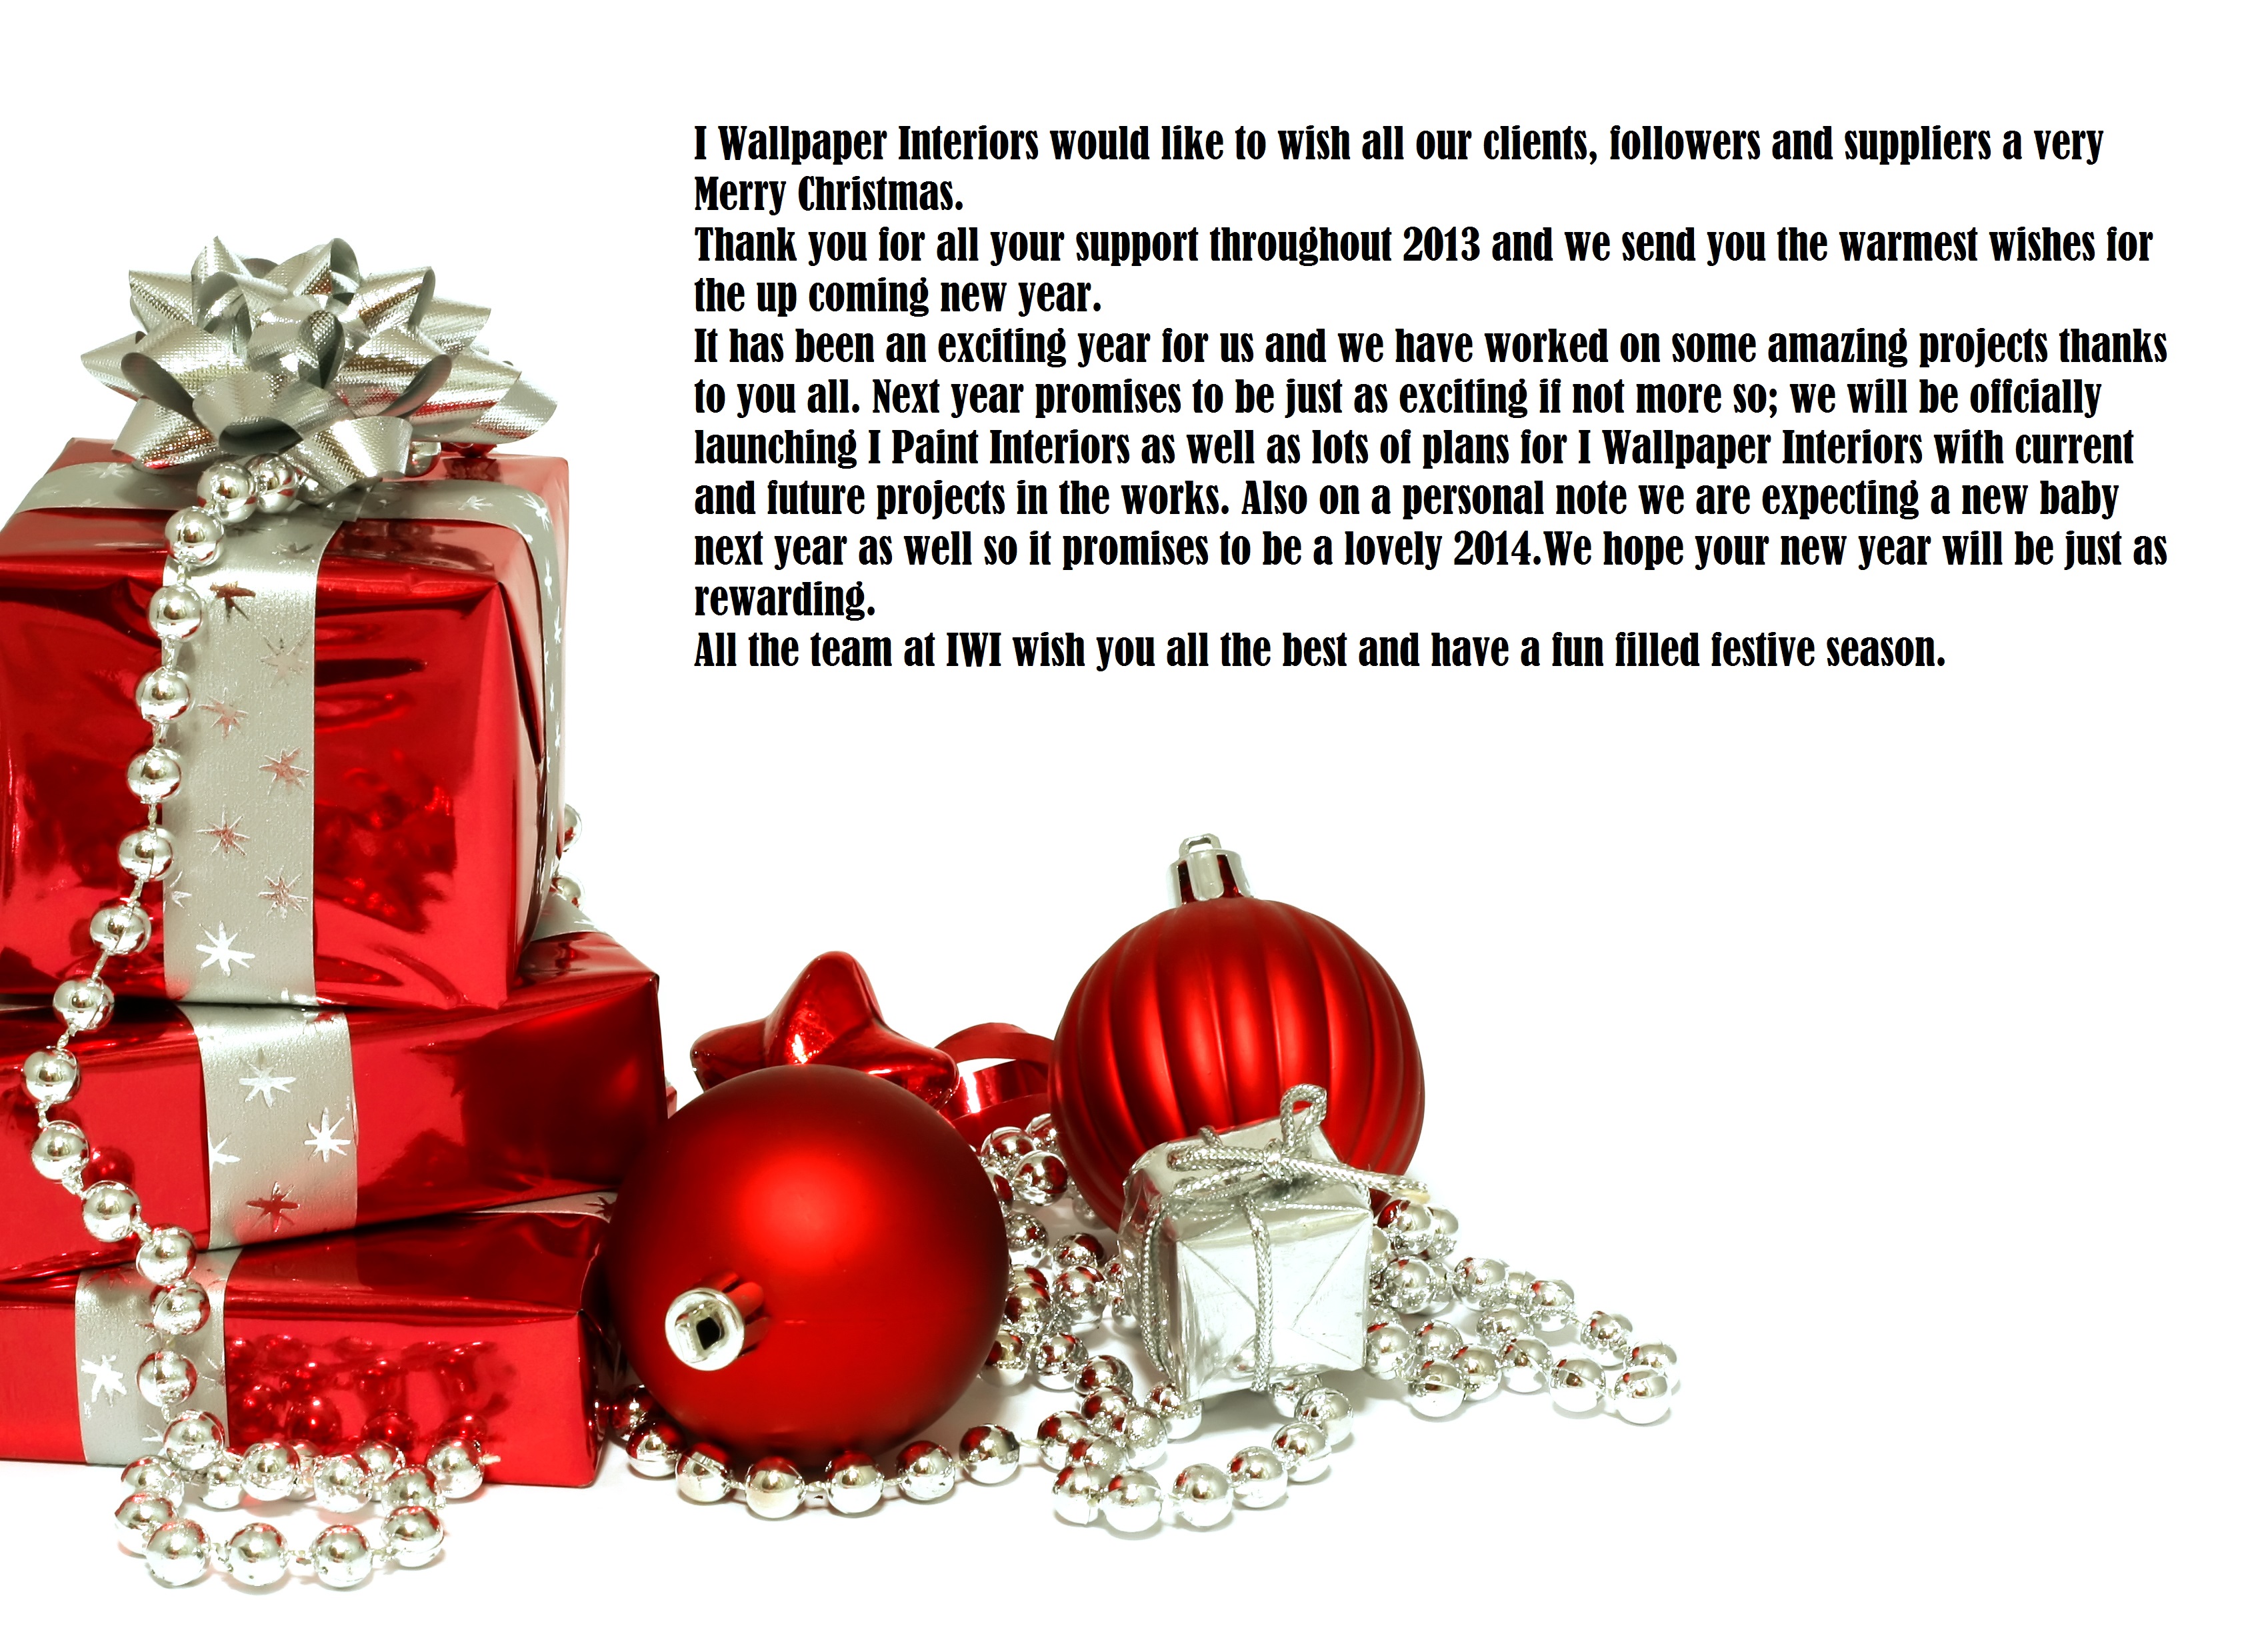 I Wallpaper Interiors would like to wish all our clients, followers and suppliers a very
Merry Christmas.
Thank you for all your support throughout 2013 and we send you the warmest wishes for
the up coming new year.
It has been an exciting year for us and we have worked on some amazing projects thanks
to you all. Next year promises to be just as exciting if not more so; we will be offcially
launching I Paint Interiors as well as lots of plans for I Wallpaper Interiors with current
and future projects in the works. Also on a personal note we are expecting a new baby
next year as well so it promises to be a lovely 2014.We hope your new year will be just as
rewarding.
All the team at IWI wish you all the best and have a fun filled festive season.